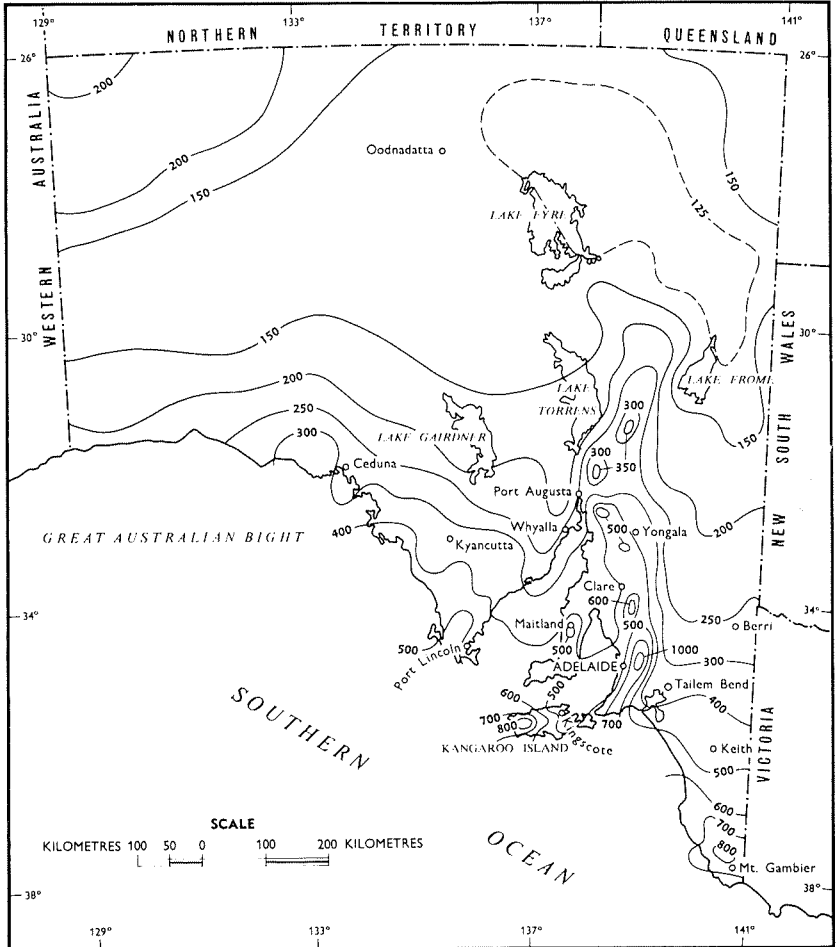 129°
133°
137°
141°
NORTHERN TERRITORY QUEENSLAND
26°
26°
200
200
150
Oodnadatta
AUSTRALIA
150
125
LAKE EYRE
WESTERN
30°
30°
150
LAKE TORRENS
LAKE FROME
NEW SOUTH WALES
200
250
300
LAKE GAIRDNER
300
150
Ceduna
300
350
Port Augusta
200
GREAT AUSTRALIAN BIGHT
400
Whyalla
500
Yongala
Kyancutta
Clare
34°
34°
600
250
Berri
Maitland
500
500
500
1000
Port Lincoln
ADELAIDE
300
Tailem Bend
400
600
500
700
800
Kingscote
700
KANGAROO ISLAND
Keith
500
VICTORIA
SOUTHERN
OCEAN
600
700
800
Mt. Gambier
SCALE
KILOMETRES 100 50 0 100 200 KILOMETRES
38°
38°
129°
133°
137°
141°